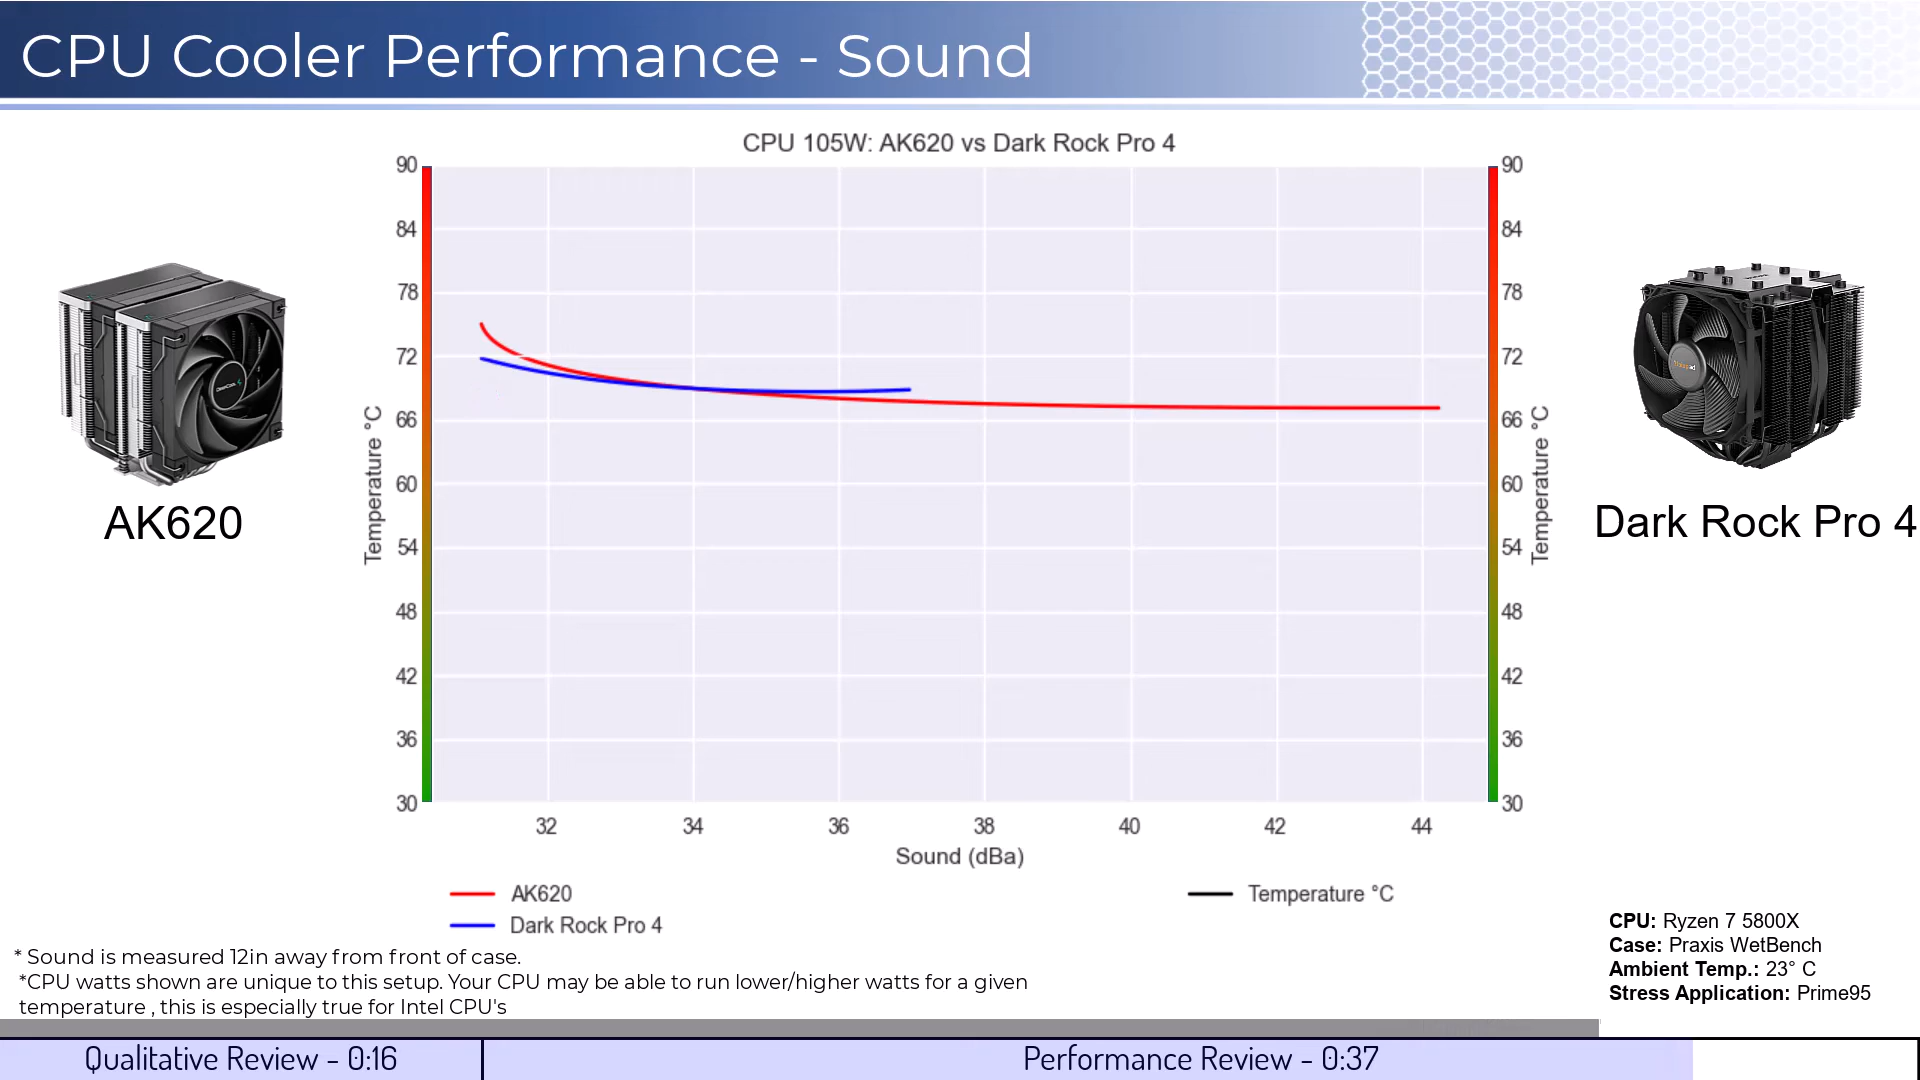 CPU Cooler Performance - Sound
CPU 105W: AK620 vs Dark Rock Pro 4
90
84
78
72
66
60
54
48
42
36
30
Temperature °C
90
84
78
72
66
60
54
48
42
36
30
Temperature °C
32 34 36 38 40 42 44
Sound (dBa)
AK620
Dark Rock Pro 4
AK620
Dark Rock Pro 4
Temperature °C
* Sound is measured 12in away from front of case.
*CPU watts shown are unique to this setup. Your CPU may be able to run lower/higher watts for a given
temperature , this is especially true for Intel CPU's
CPU: Ryzen 7 5800X
Case: Praxis WetBench
Ambient Temp.: 23° C
Stress Application: Prime95
Qualitative Review - 0:16
Performance Review - 0:37